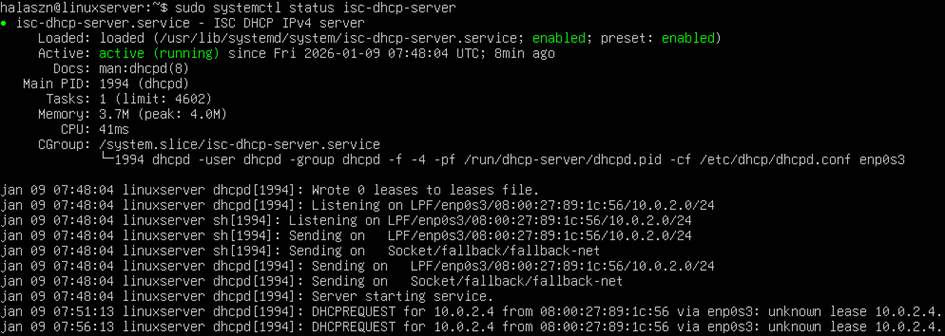 halaszn@linuxserver:~$ sudo systemctl status isc-dhcp-server
● isc-dhcp-server.service - ISC DHCP IPv4 server
Loaded: loaded (/usr/lib/systemd/system/isc-dhcp-server.service; enabled; preset: enabled)
Active: active (running) since Fri 2026-01-09 07:48:04 UTC; 8min ago
Docs: man:dhcpd(8)
Main PID: 1994 (dhcpd)
Tasks: 1 (limit: 4602)
Memory: 3.7M (peak: 4.0M)
CPU: 41ms
CGroup: /system.slice/isc-dhcp-server.service
└─1994 dhcpd -user dhcpd -group dhcpd -f -4 -pf /run/dhcp-server/dhcpd.pid -cf /etc/dhcp/dhcpd.conf enp0s3
jan 09 07:48:04 linuxserver dhcpd[1994]: Wrote 0 leases to leases file.
jan 09 07:48:04 linuxserver dhcpd[1994]: Listening on LPF/enp0s3/08:00:27:89:1c:56/10.0.2.0/24
jan 09 07:48:04 linuxserver sh[1994]: Listening on LPF/enp0s3/08:00:27:89:1c:56/10.0.2.0/24
jan 09 07:48:04 linuxserver sh[1994]: Sending on   LPF/enp0s3/08:00:27:89:1c:56/10.0.2.0/24
jan 09 07:48:04 linuxserver sh[1994]: Sending on   Socket/fallback/fallback-net
jan 09 07:48:04 linuxserver dhcpd[1994]: Sending on   LPF/enp0s3/08:00:27:89:1c:56/10.0.2.0/24
jan 09 07:48:04 linuxserver dhcpd[1994]: Sending on   Socket/fallback/fallback-net
jan 09 07:48:04 linuxserver dhcpd[1994]: Server starting service.
jan 09 07:51:13 linuxserver dhcpd[1994]: DHCPREQUEST for 10.0.2.4 from 08:00:27:89:1c:56 via enp0s3: unknown lease 10.0.2.4.
jan 09 07:56:13 linuxserver dhcpd[1994]: DHCPREQUEST for 10.0.2.4 from 08:00:27:89:1c:56 via enp0s3: unknown lease 10.0.2.4.